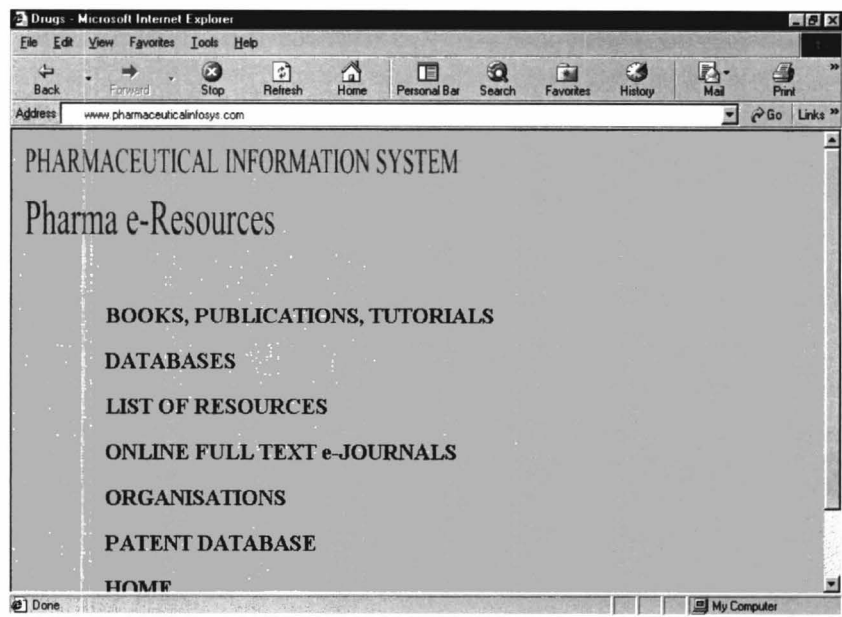 Drugs - Microsoft Internet Explorer
File Edit View Favorites Tools Help
Back Forward Stop Refresh Home Personal Bar Search Favorites History Mail Print »
Address www.pharmaceuticalinfosys.com Go Links »
PHARMACEUTICAL INFORMATION SYSTEM
Pharma e-Resources
BOOKS, PUBLICATIONS, TUTORIALS
DATABASES
LIST OF RESOURCES
ONLINE FULL TEXT e-JOURNALS
ORGANISATIONS
PATENT DATABASE
HOME
Done My Computer